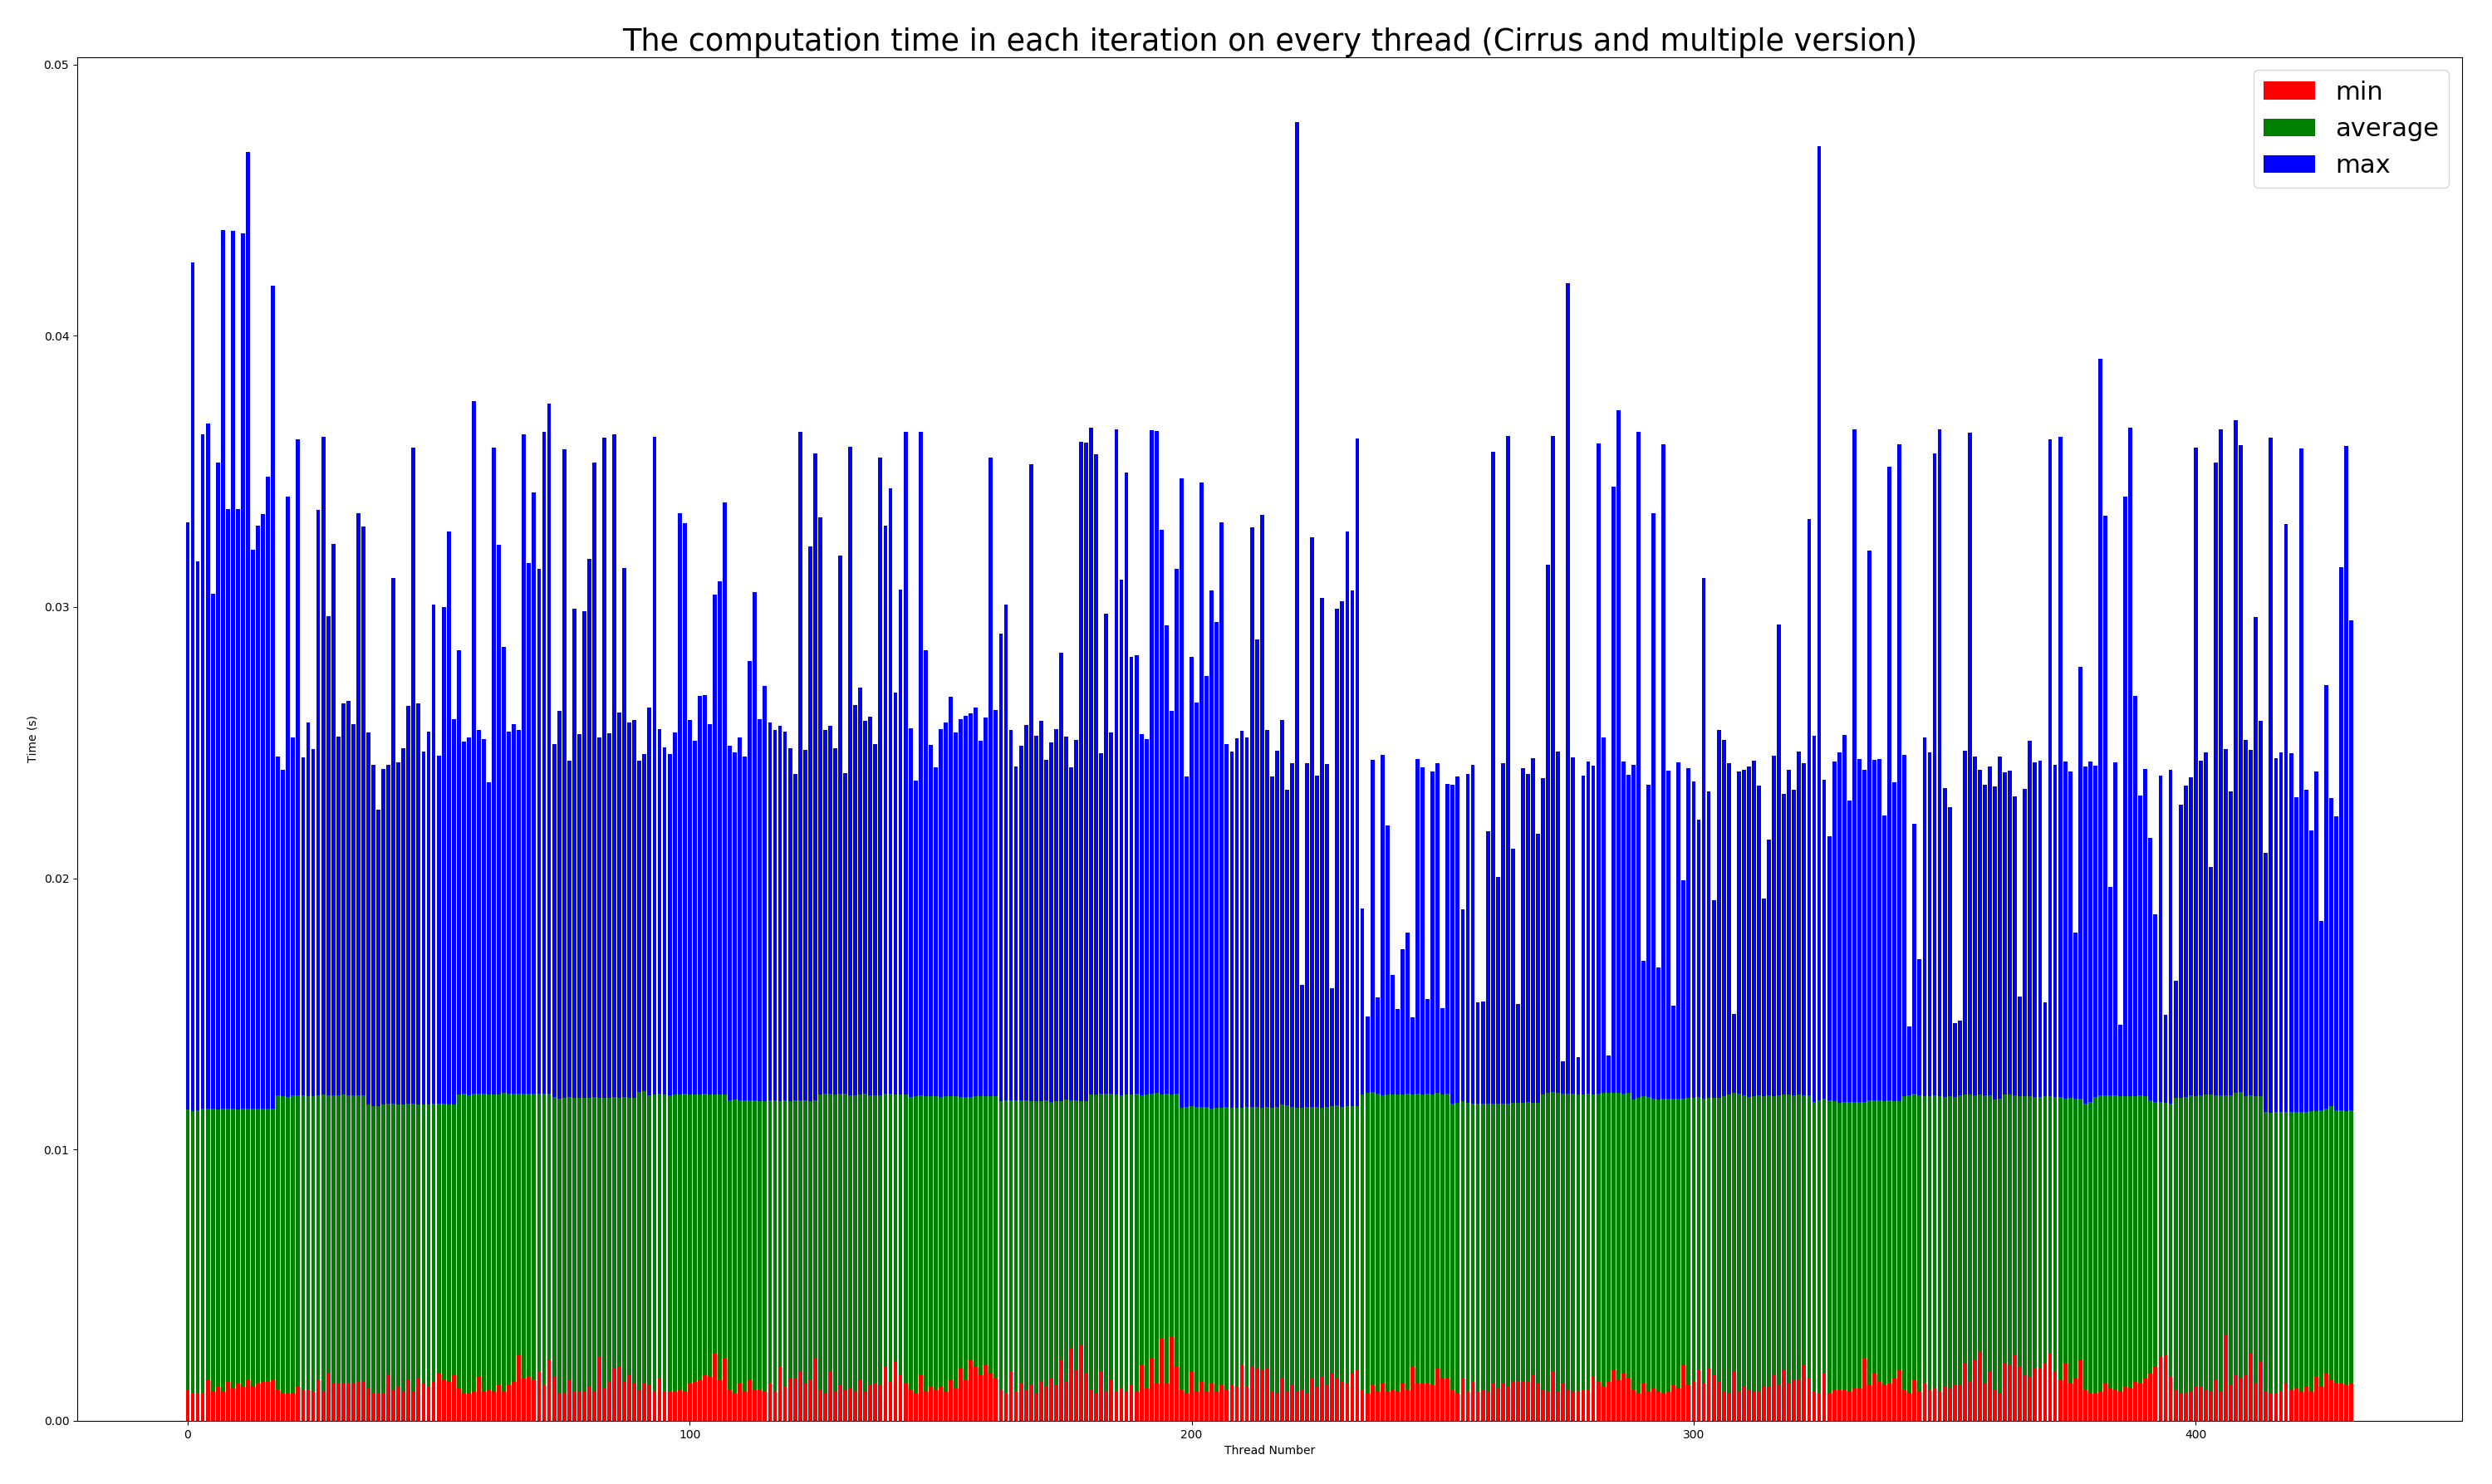 The computation time in each iteration on every thread (Cirrus and multiple version)
min
average
max
0.05
0.04
0.03
0.02
0.01
0.00
Time (s)
0
100
200
300
400
Thread Number